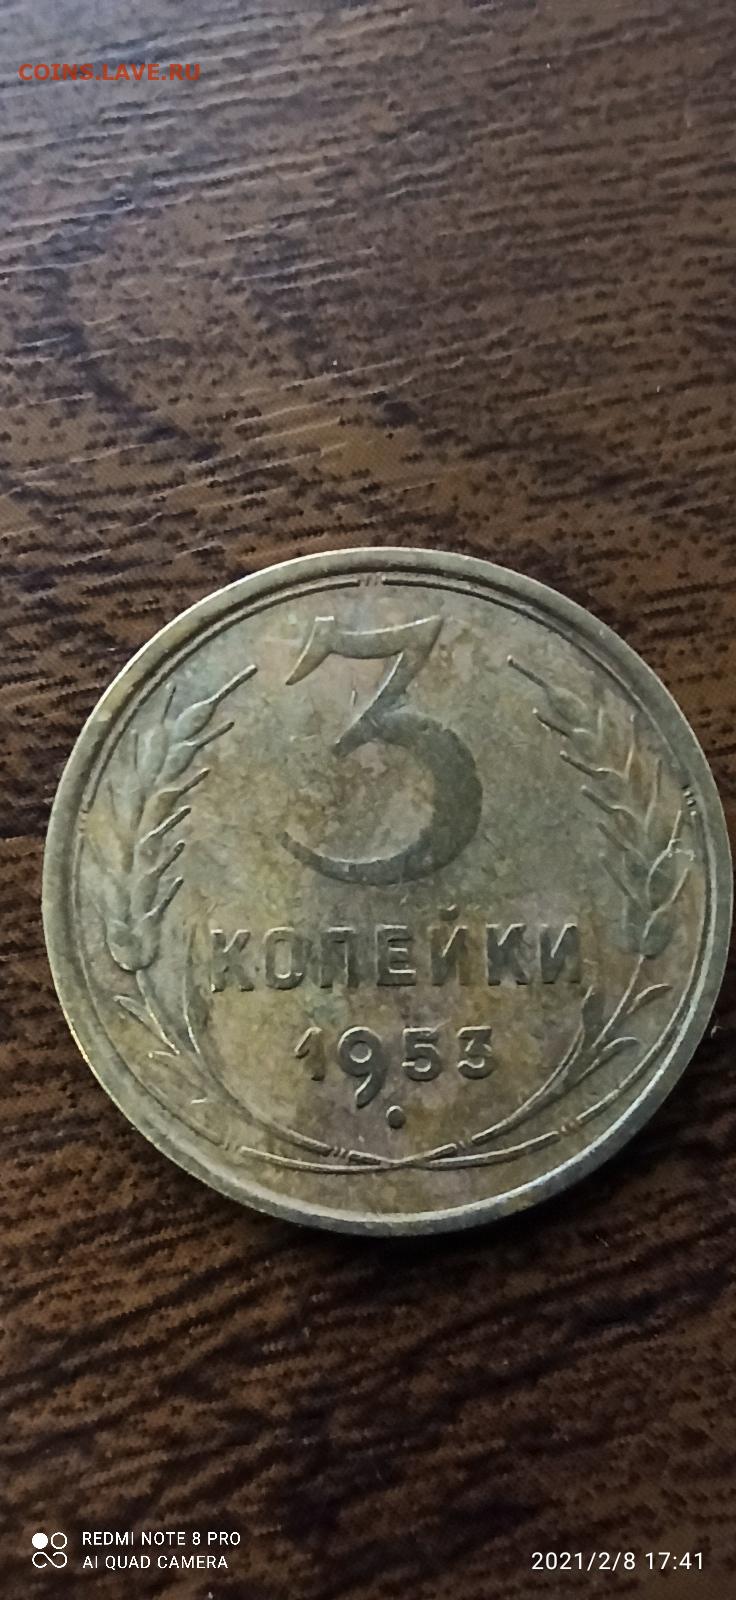 COINS.LAVE.RU
3
КОПЕЙКИ
1953
REDMI NOTE 8 PRO
AI QUAD CAMERA
2021/2/8 17:41